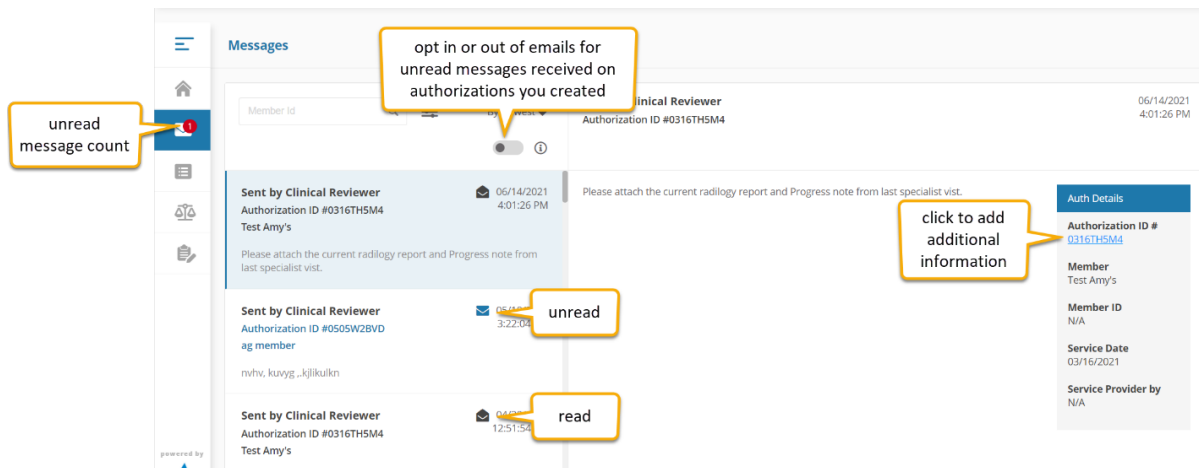 Messages
opt in or out of emails for
unread messages received on
authorizations you created
Member Id
unread
message count
1
Clinical Reviewer
Authorization ID #0316TH5M4
06/14/2021
4:01:26 PM
Sent by Clinical Reviewer
06/14/2021
Authorization ID #0316TH5M4
4:01:26 PM
Test Amy's
Please attach the current radilogy report and Progress note from
last specialist vist.
Please attach the current radilogy report and Progress note from last specialist vist.
click to add
additional
information
Auth Details
Authorization ID #
0316TH5M4
Member
Test Amy's
Member ID
N/A
Service Date
03/16/2021
Service Provider by
N/A
Sent by Clinical Reviewer
Authorization ID #0505W2BVD
3:22:04
ag member
nvhv, kuvyg ,.kjlikulkn
unread
Sent by Clinical Reviewer
Authorization ID #0316TH5M4
12:51:54
Test Amy's
read
powered by